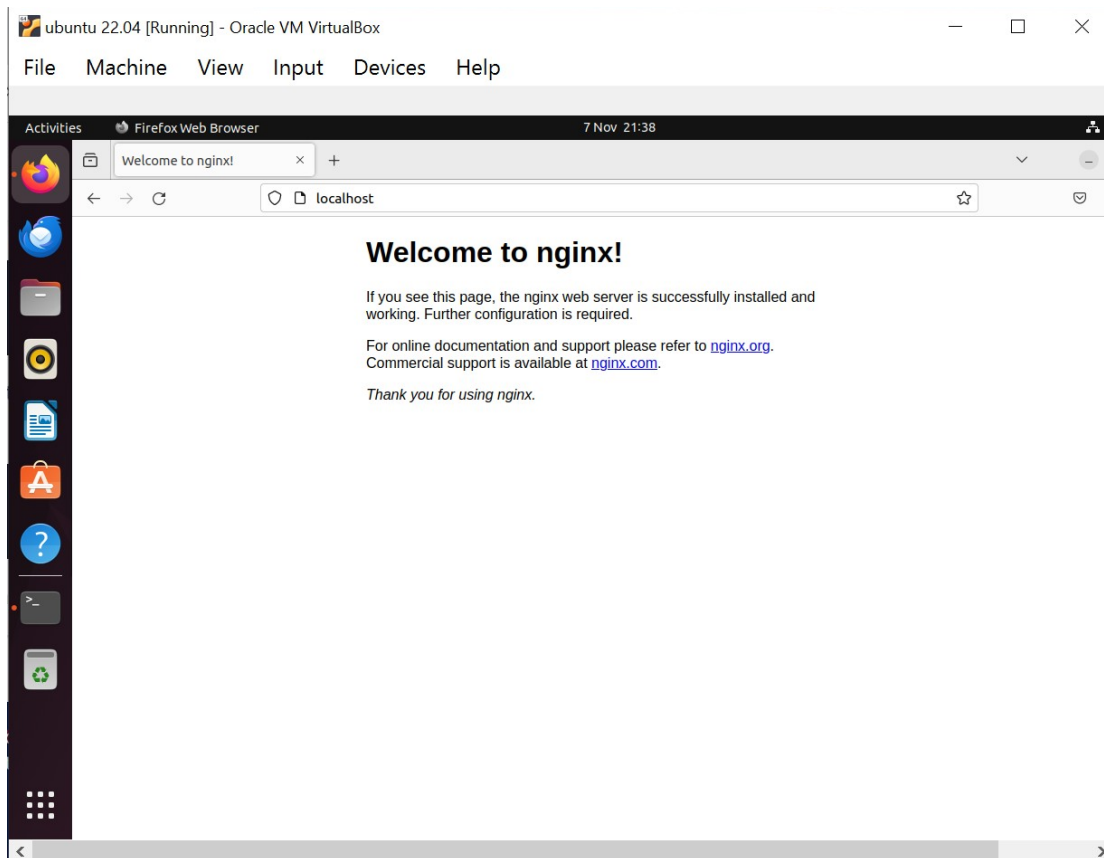 ubuntu 22.04 [Running] - Oracle VM VirtualBox
File Machine View Input Devices Help
Activities Firefox Web Browser 7 Nov 21:38
Welcome to nginx!
localhost
Welcome to nginx!
If you see this page, the nginx web server is successfully installed and
working. Further configuration is required.
For online documentation and support please refer to nginx.org.
Commercial support is available at nginx.com.
Thank you for using nginx.